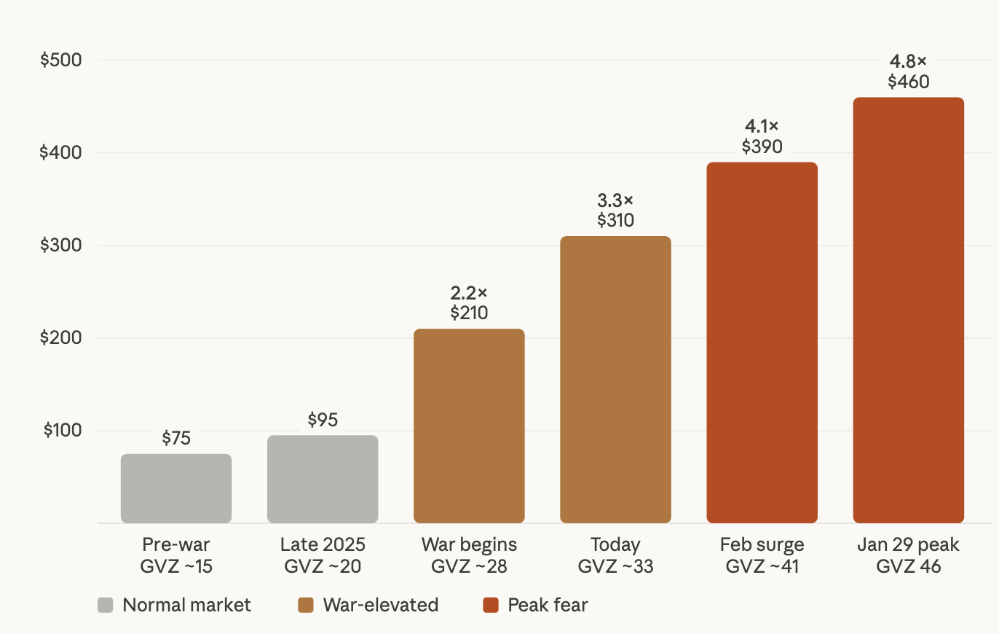 $500
$400
$300
$200
$100
$75
$95
2.2×
$210
3.3×
$310
4.1×
$390
4.8×
$460
Pre-war
GVZ ~15
Late 2025
GVZ ~20
War begins
GVZ ~28
Today
GVZ ~33
Feb surge
GVZ ~41
Jan 29 peak
GVZ 46
Normal market
War-elevated
Peak fear